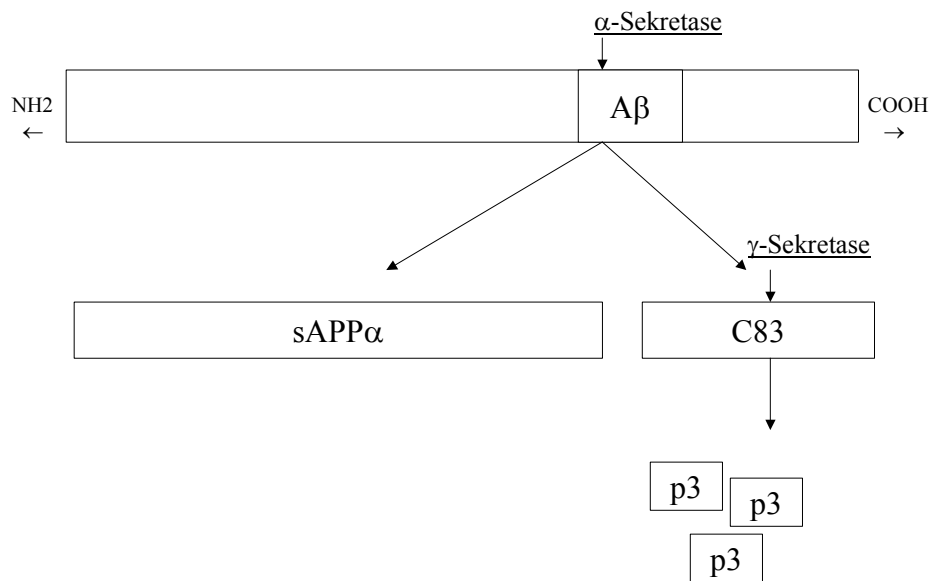 α-Sekretase
NH2
←
Aβ
COOH
→
γ-Sekretase
sAPPα
C83
p3
p3
p3